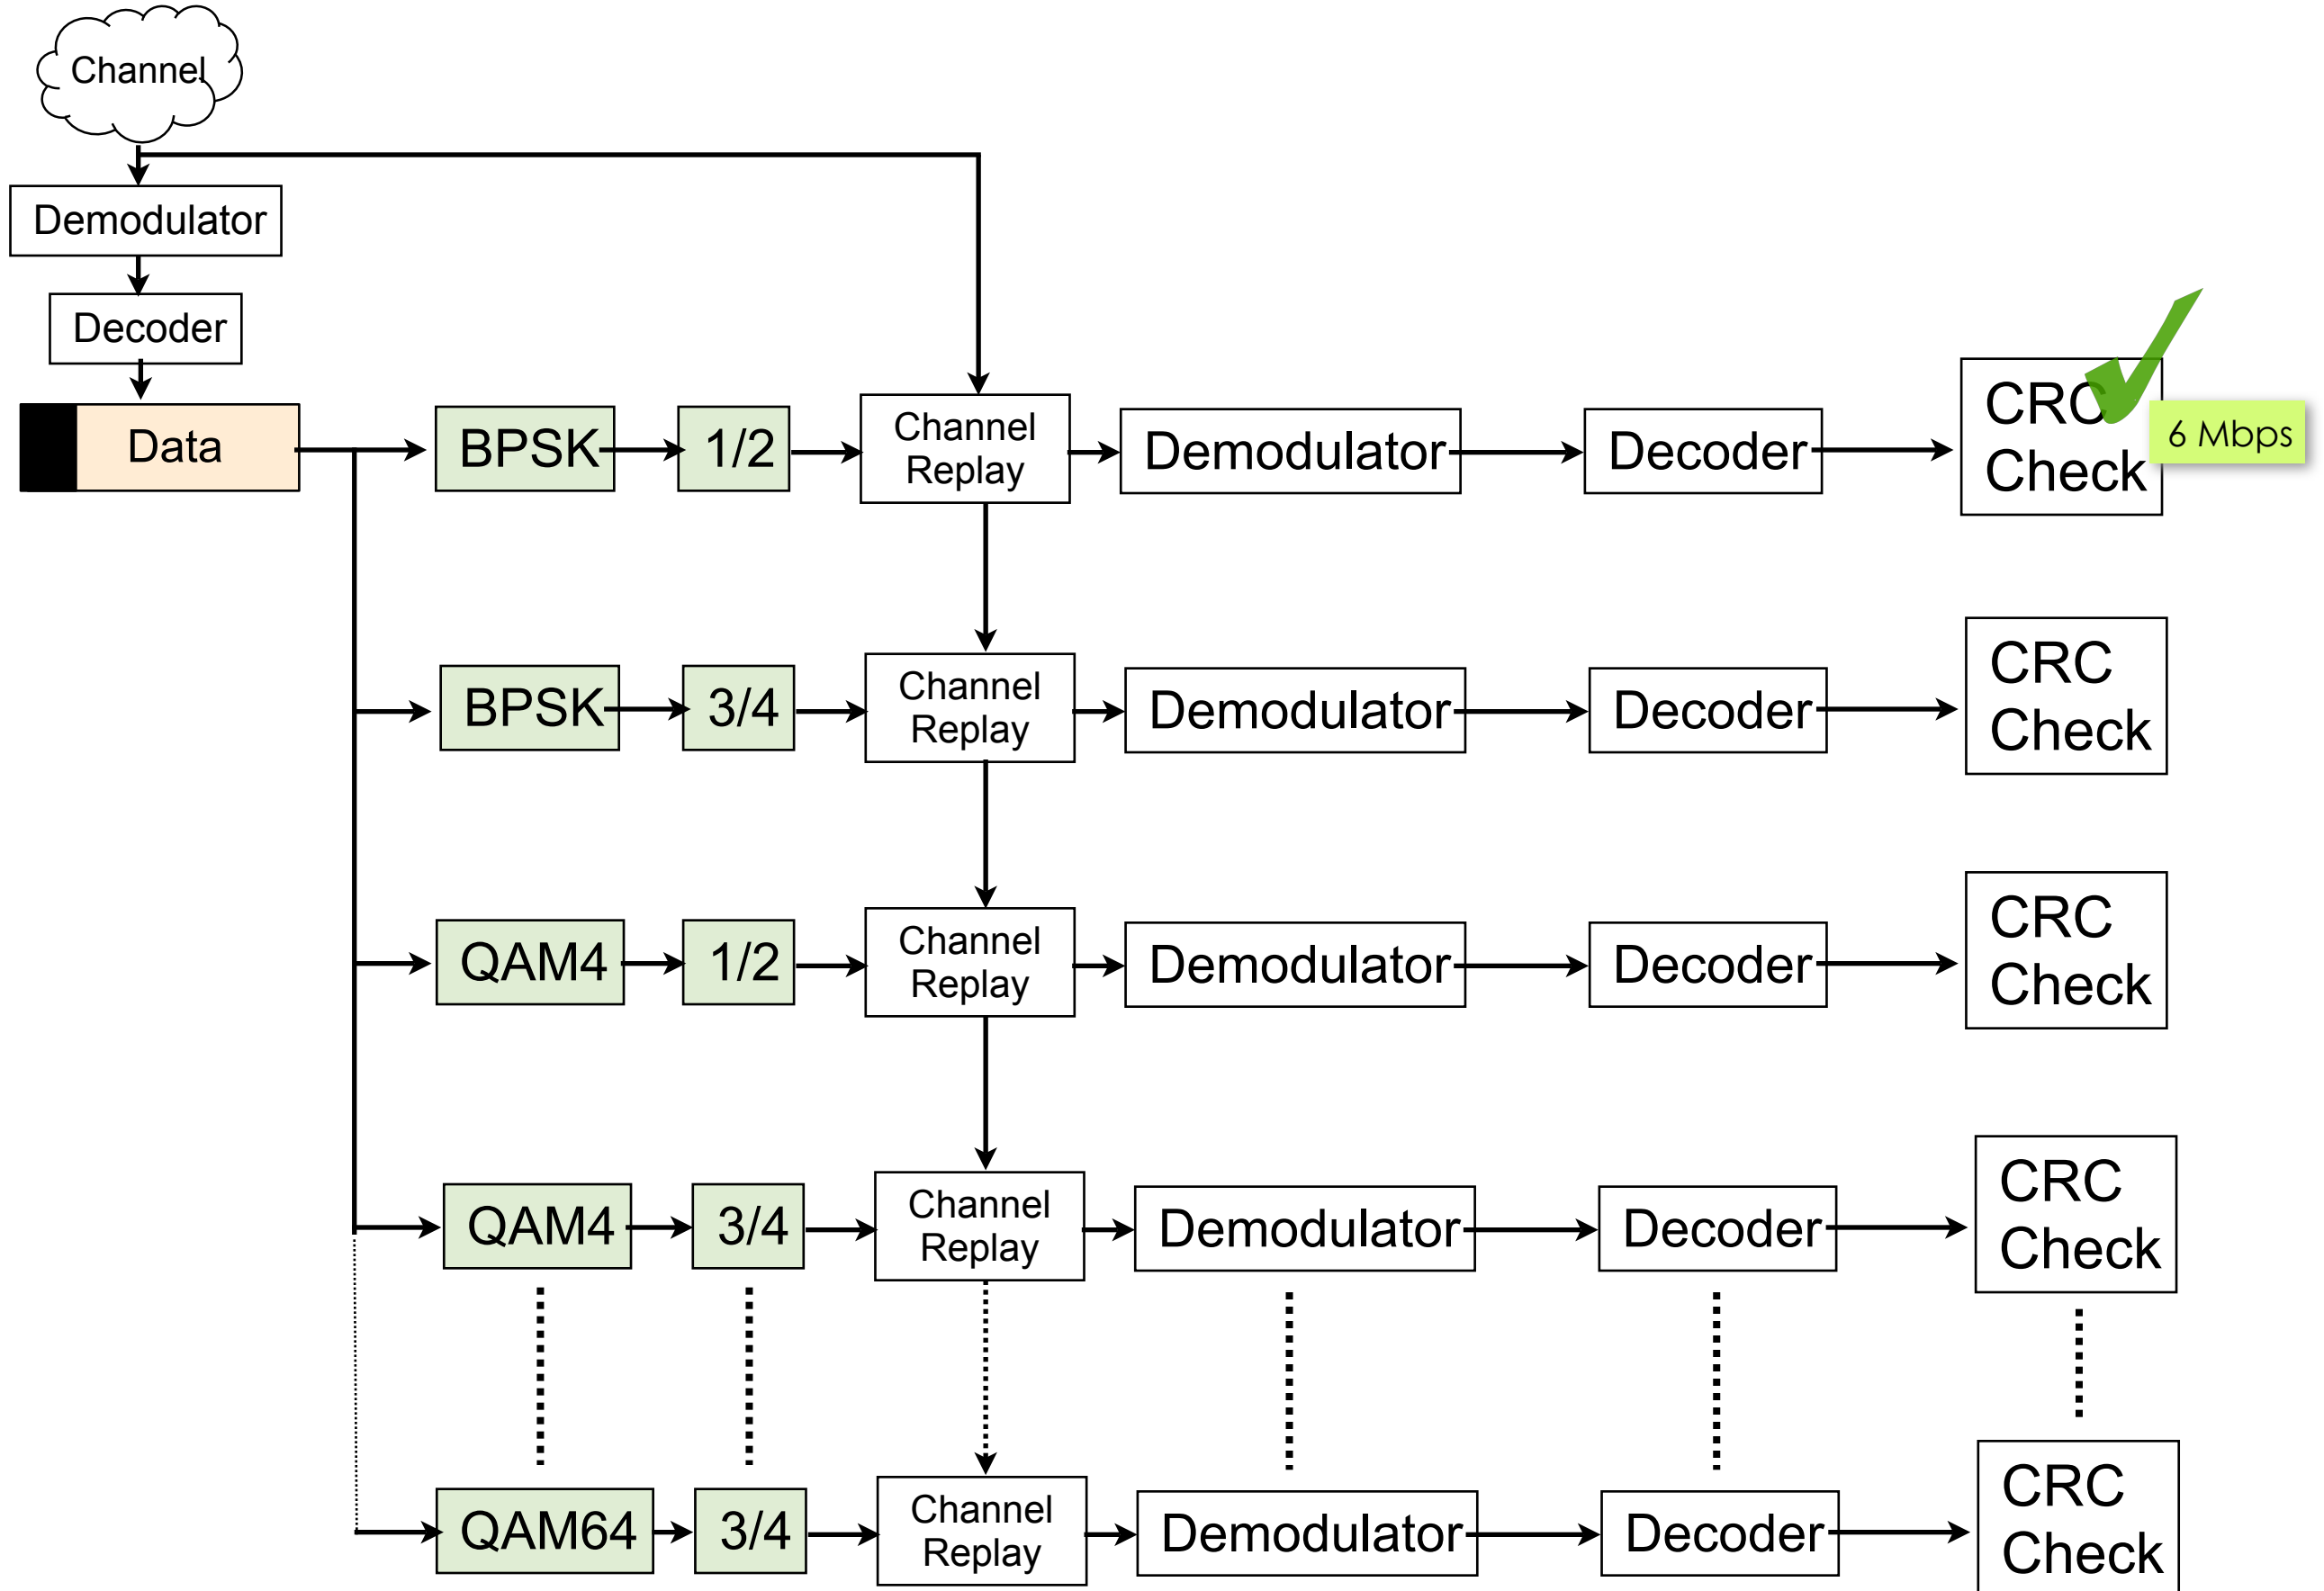 Channel
Demodulator
Decoder
Data
BPSK
1/2
Channel
Replay
Demodulator
Decoder
CRC
Check
6 Mbps
BPSK
3/4
Channel
Replay
Demodulator
Decoder
CRC
Check
QAM4
1/2
Channel
Replay
Demodulator
Decoder
CRC
Check
QAM4
3/4
Channel
Replay
Demodulator
Decoder
CRC
Check
QAM64
3/4
Channel
Replay
Demodulator
Decoder
CRC
Check